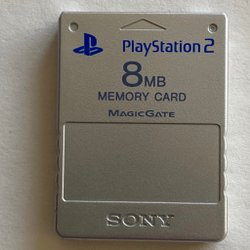 PlayStation 2
8MB
MEMORY CARD
MAGICGATE
SONY